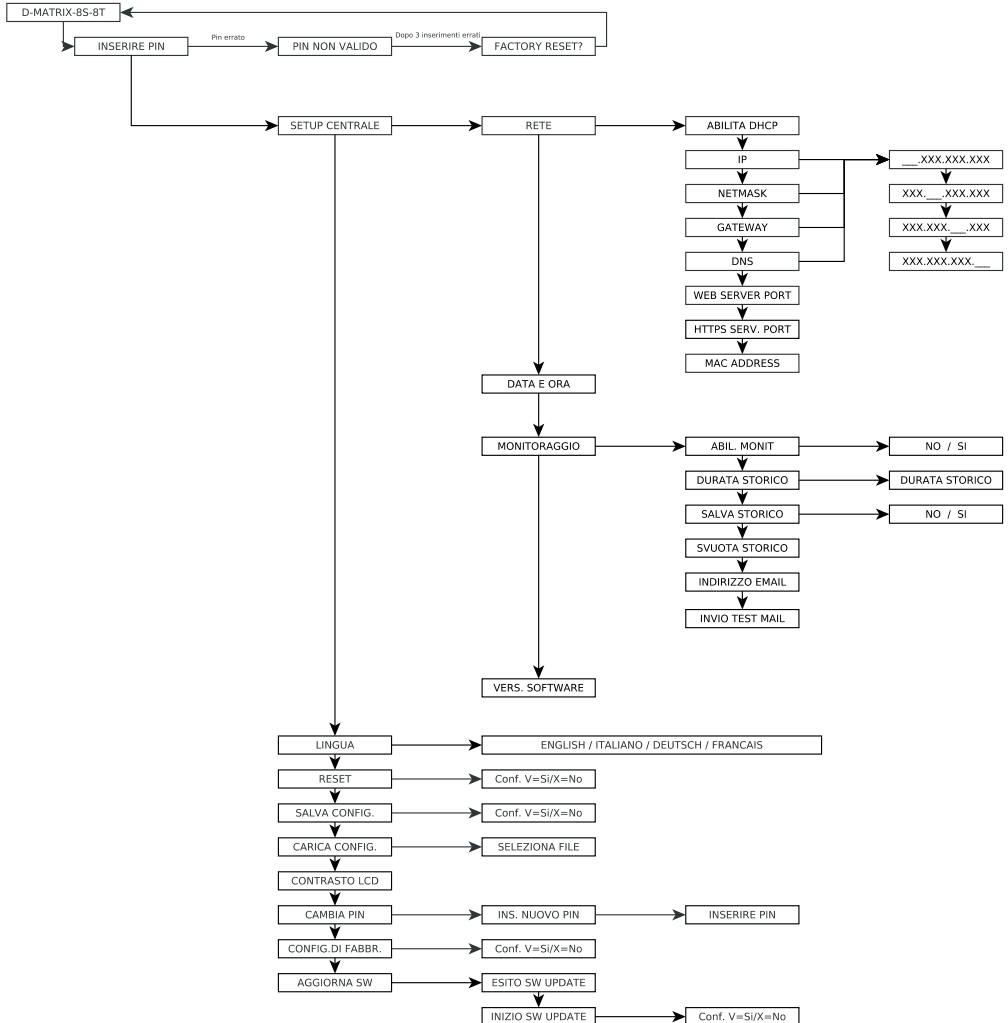 D-MATRIX-8S-8T
INSERIRE PIN
Pin errato
PIN NON VALIDO
Dopo 3 inserimenti errati
FACTORY RESET?
SETUP CENTRALE
RETE
ABILITA DHCP
IP
___.XXX.XXX.XXX
NETMASK
XXX.___.XXX.XXX
GATEWAY
XXX.XXX.___.XXX
DNS
XXX.XXX.XXX.___
WEB SERVER PORT
HTTPS SERV. PORT
MAC ADDRESS
DATA E ORA
MONITORAGGIO
ABIL. MONIT
NO / SI
DURATA STORICO
DURATA STORICO
SALVA STORICO
NO / SI
SVUOTA STORICO
INDIRIZZO EMAIL
INVIO TEST MAIL
VERS. SOFTWARE
LINGUA
ENGLISH / ITALIANO / DEUTSCH / FRANCAIS
RESET
Conf. V=Si/X=No
SALVA CONFIG.
Conf. V=Si/X=No
CARICA CONFIG.
SELEZIONA FILE
CONTRASTO LCD
CAMBIA PIN
INS. NUOVO PIN
INSERIRE PIN
CONFIG.DI FABBR.
Conf. V=Si/X=No
AGGIORNA SW
ESITO SW UPDATE
INIZIO SW UPDATE
Conf. V=Si/X=No